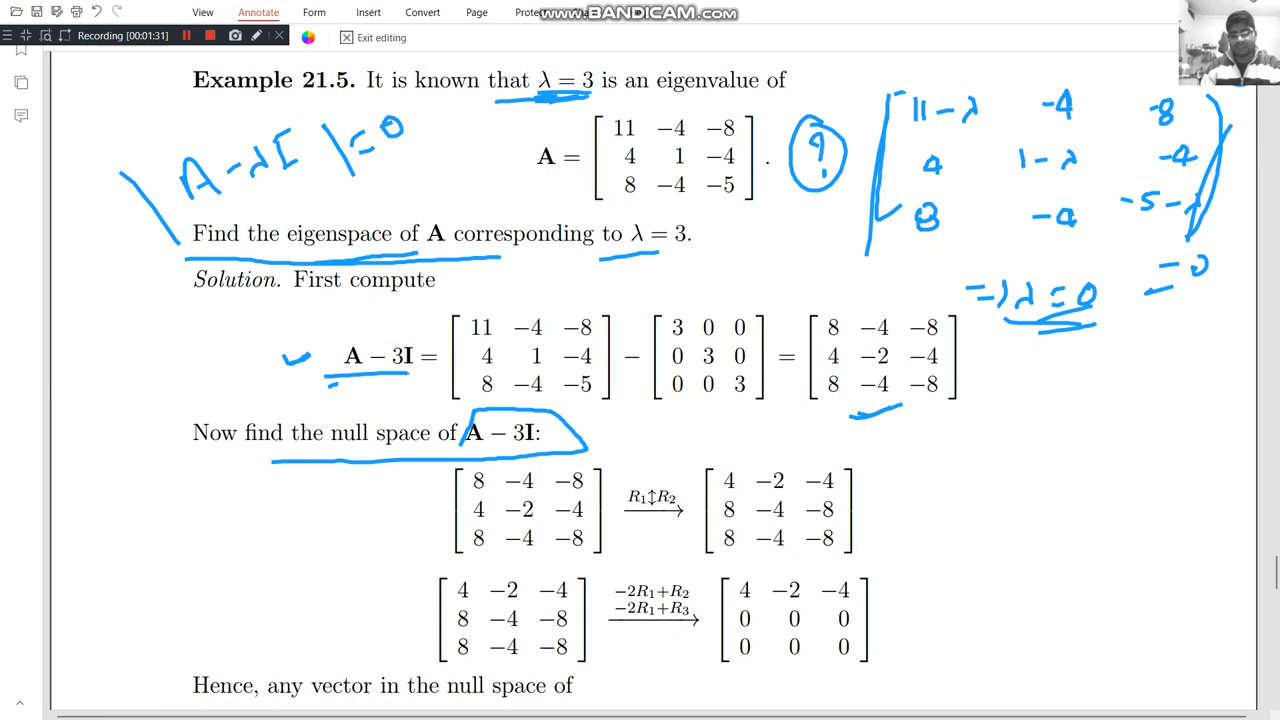 View Annotate Form Insert Convert Page
www.BANDICAM.com
Recording [00:01:31] Exit editing
Example 21.5. It is known that λ = 3 is an eigenvalue of
A = [ 11 −4 −8
4 1 −4
8 −4 −5 ] .
?
A − λI | = 0
11 − λ −4 −8
4 1 − λ −4
8 −4 −5 −
= 0
⇒ λ = 0
Find the eigenspace of A corresponding to λ = 3.
Solution. First compute
A − 3I = [ 11 −4 −8 ] − [ 3 0 0 ] = [ 8 −4 −8 ]
[ 4 1 −4 ] [ 0 3 0 ] [ 4 −2 −4 ]
[ 8 −4 −5 ] [ 0 0 3 ] [ 8 −4 −8 ]
Now find the null space of A − 3I:
8 −4 −8 4 −2 −4
4 −2 −4 R1↕R2 8 −4 −8
8 −4 −8 8 −4 −8
4 −2 −4 −2R1+R2 4 −2 −4
8 −4 −8 −2R1+R3 0 0 0
8 −4 −8 0 0 0
Hence, any vector in the null space of